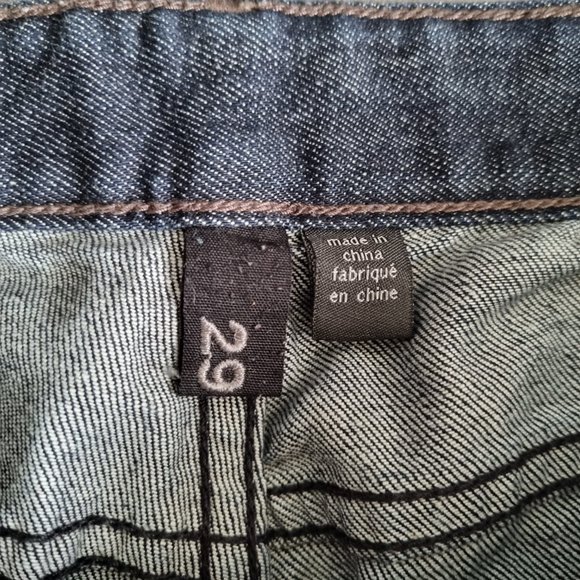 29
made in
china
fabriqué
en chine